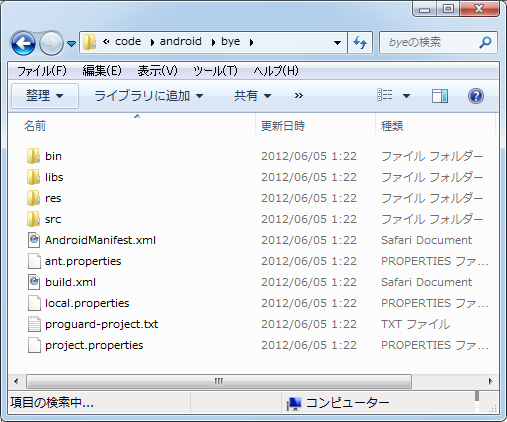 « code android bye
byeの検索
ファイル(F) 編集(E) 表示(V) ツール(T) ヘルプ(H)
整理 ライブラリに追加 共有 »
名前 更新日時 種類
bin 2012/06/05 1:22 ファイル フォルダー
libs 2012/06/05 1:22 ファイル フォルダー
res 2012/06/05 1:22 ファイル フォルダー
src 2012/06/05 1:22 ファイル フォルダー
AndroidManifest.xml 2012/06/05 1:22 Safari Document
ant.properties 2012/06/05 1:22 PROPERTIES ファ...
build.xml 2012/06/05 1:22 Safari Document
local.properties 2012/06/05 1:22 PROPERTIES ファ...
proguard-project.txt 2012/06/05 1:22 TXT ファイル
project.properties 2012/06/05 1:22 PROPERTIES ファ...
項目の検索中... コンピューター